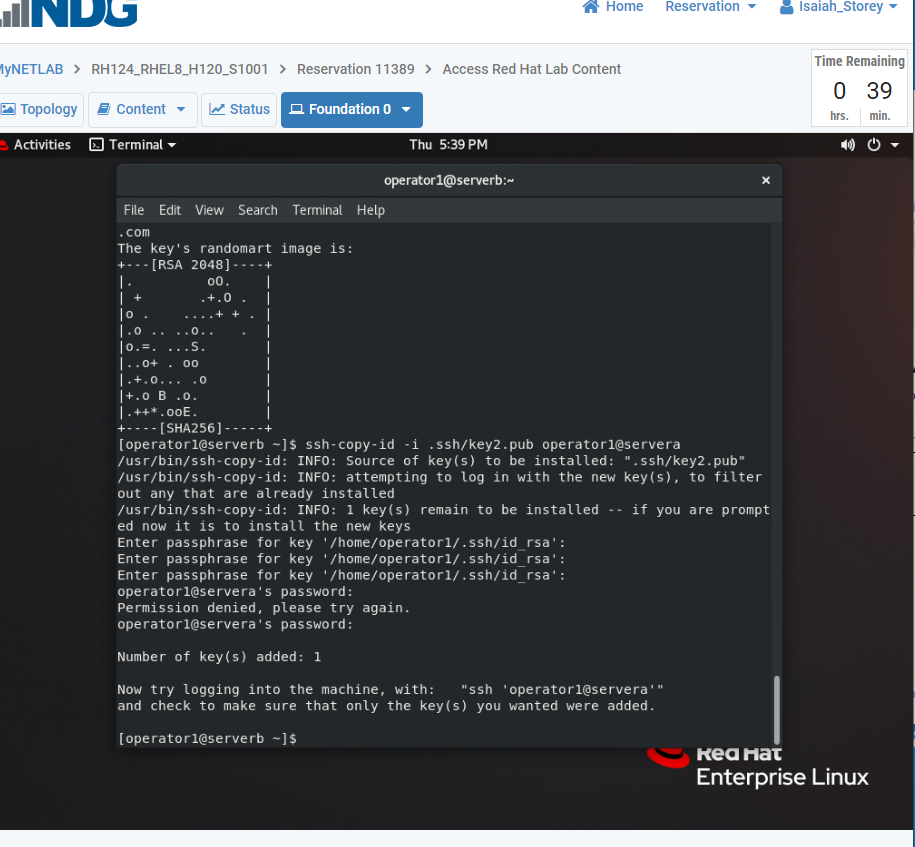 NDG
Home Reservation Isaiah_Storey
MyNETLAB > RH124_RHEL8_H120_S1001 > Reservation 11389 > Access Red Hat Lab Content
Time Remaining
0 39
hrs. min.
Topology Content Status Foundation 0
Activities Terminal Thu 5:39 PM
operator1@serverb:~ ×
File Edit View Search Terminal Help
.com
The key's randomart image is:
+---[RSA 2048]----+
|.         oO.    |
| +       .+.O .  |
|o .    ....+ + . |
|.o .. ..o..   .  |
|o.=. ...S.       |
|..o+ . oo        |
|.+.o... .o       |
|+.o B .o.        |
|.++*.ooE.        |
+----[SHA256]-----+
[operator1@serverb ~]$ ssh-copy-id -i .ssh/key2.pub operator1@servera
/usr/bin/ssh-copy-id: INFO: Source of key(s) to be installed: ".ssh/key2.pub"
/usr/bin/ssh-copy-id: INFO: attempting to log in with the new key(s), to filter
out any that are already installed
/usr/bin/ssh-copy-id: INFO: 1 key(s) remain to be installed -- if you are prompt
ed now it is to install the new keys
Enter passphrase for key '/home/operator1/.ssh/id_rsa':
Enter passphrase for key '/home/operator1/.ssh/id_rsa':
Enter passphrase for key '/home/operator1/.ssh/id_rsa':
operator1@servera's password:
Permission denied, please try again.
operator1@servera's password:
Number of key(s) added: 1
Now try logging into the machine, with:   "ssh 'operator1@servera'"
and check to make sure that only the key(s) you wanted were added.
[operator1@serverb ~]$
Red Hat
Enterprise Linux